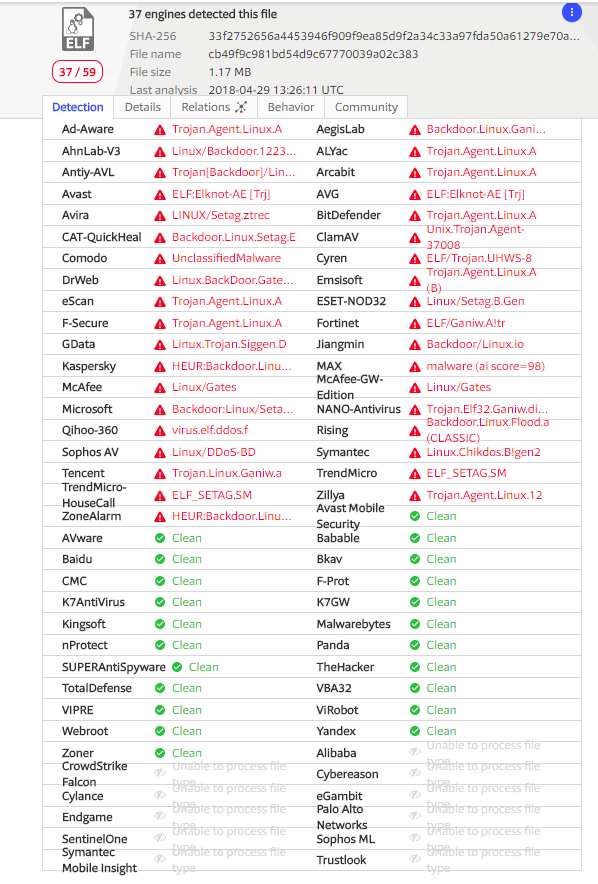 37 engines detected this file
SHA-256 33f2752656a4453946f909f9ea85d9f2a34c33a97fda50a61279e70a...
File name cb49f9c981bd54d9c67770039a02c383
File size 1.17 MB
Last analysis 2018-04-29 13:26:11 UTC
ELF
37 / 59
Detection Details Relations Behavior Community
Ad-Aware Trojan.Agent.Linux.A AegisLab Backdoor.Linux.Gani...
AhnLab-V3 Linux/Backdoor.1223... ALYac Trojan.Agent.Linux.A
Antiy-AVL Trojan[Backdoor]/Lin... Arcabit Trojan.Agent.Linux.A
Avast ELF:Elknot-AE [Trj] AVG ELF:Elknot-AE [Trj]
Avira LINUX/Setag.ztrec BitDefender Trojan.Agent.Linux.A
CAT-QuickHeal Backdoor.Linux.Setag.E ClamAV Unix.Trojan.Agent-
37008
Comodo UnclassifiedMalware Cyren ELF/Trojan.UHWS-8
DrWeb Linux.BackDoor.Gate... Emsisoft Trojan.Agent.Linux.A
(B)
eScan Trojan.Agent.Linux.A ESET-NOD32 Linux/Setag.B.Gen
F-Secure Trojan.Agent.Linux.A Fortinet ELF/Ganiw.A!tr
GData Linux.Trojan.Siggen.D Jiangmin Backdoor/Linux.io
Kaspersky HEUR:Backdoor.Linu... MAX malware (ai score=98)
McAfee Linux/Gates McAfee-GW-
Edition Linux/Gates
Microsoft Backdoor:Linux/Seta... NANO-Antivirus Trojan.Elf32.Ganiw.di...
Qihoo-360 virus.elf.ddos.f Rising Backdoor.Linux.Flood.a
(CLASSIC)
Sophos AV Linux/DDoS-BD Symantec Linux.Chikdos.B!gen2
Tencent Trojan.Linux.Ganiw.a TrendMicro ELF_SETAG.SM
TrendMicro-
HouseCall ELF_SETAG.SM Zillya Trojan.Agent.Linux.12
ZoneAlarm HEUR:Backdoor.Linu... Avast Mobile
Security Clean
AVware Clean Babable Clean
Baidu Clean Bkav Clean
CMC Clean F-Prot Clean
K7AntiVirus Clean K7GW Clean
Kingsoft Clean Malwarebytes Clean
nProtect Clean Panda Clean
SUPERAntiSpyware Clean TheHacker Clean
TotalDefense Clean VBA32 Clean
VIPRE Clean ViRobot Clean
Webroot Clean Yandex Clean
Zoner Clean Alibaba Unable to process file
type
CrowdStrike
Falcon Unable to process file
type Cybereason Unable to process file
type
Cylance Unable to process file
type eGambit Unable to process file
type
Endgame Unable to process file
type Palo Alto
Networks Unable to process file
type
SentinelOne Unable to process file
type Sophos ML Unable to process file
type
Symantec
Mobile Insight Unable to process file
type Trustlook Unable to process file
type